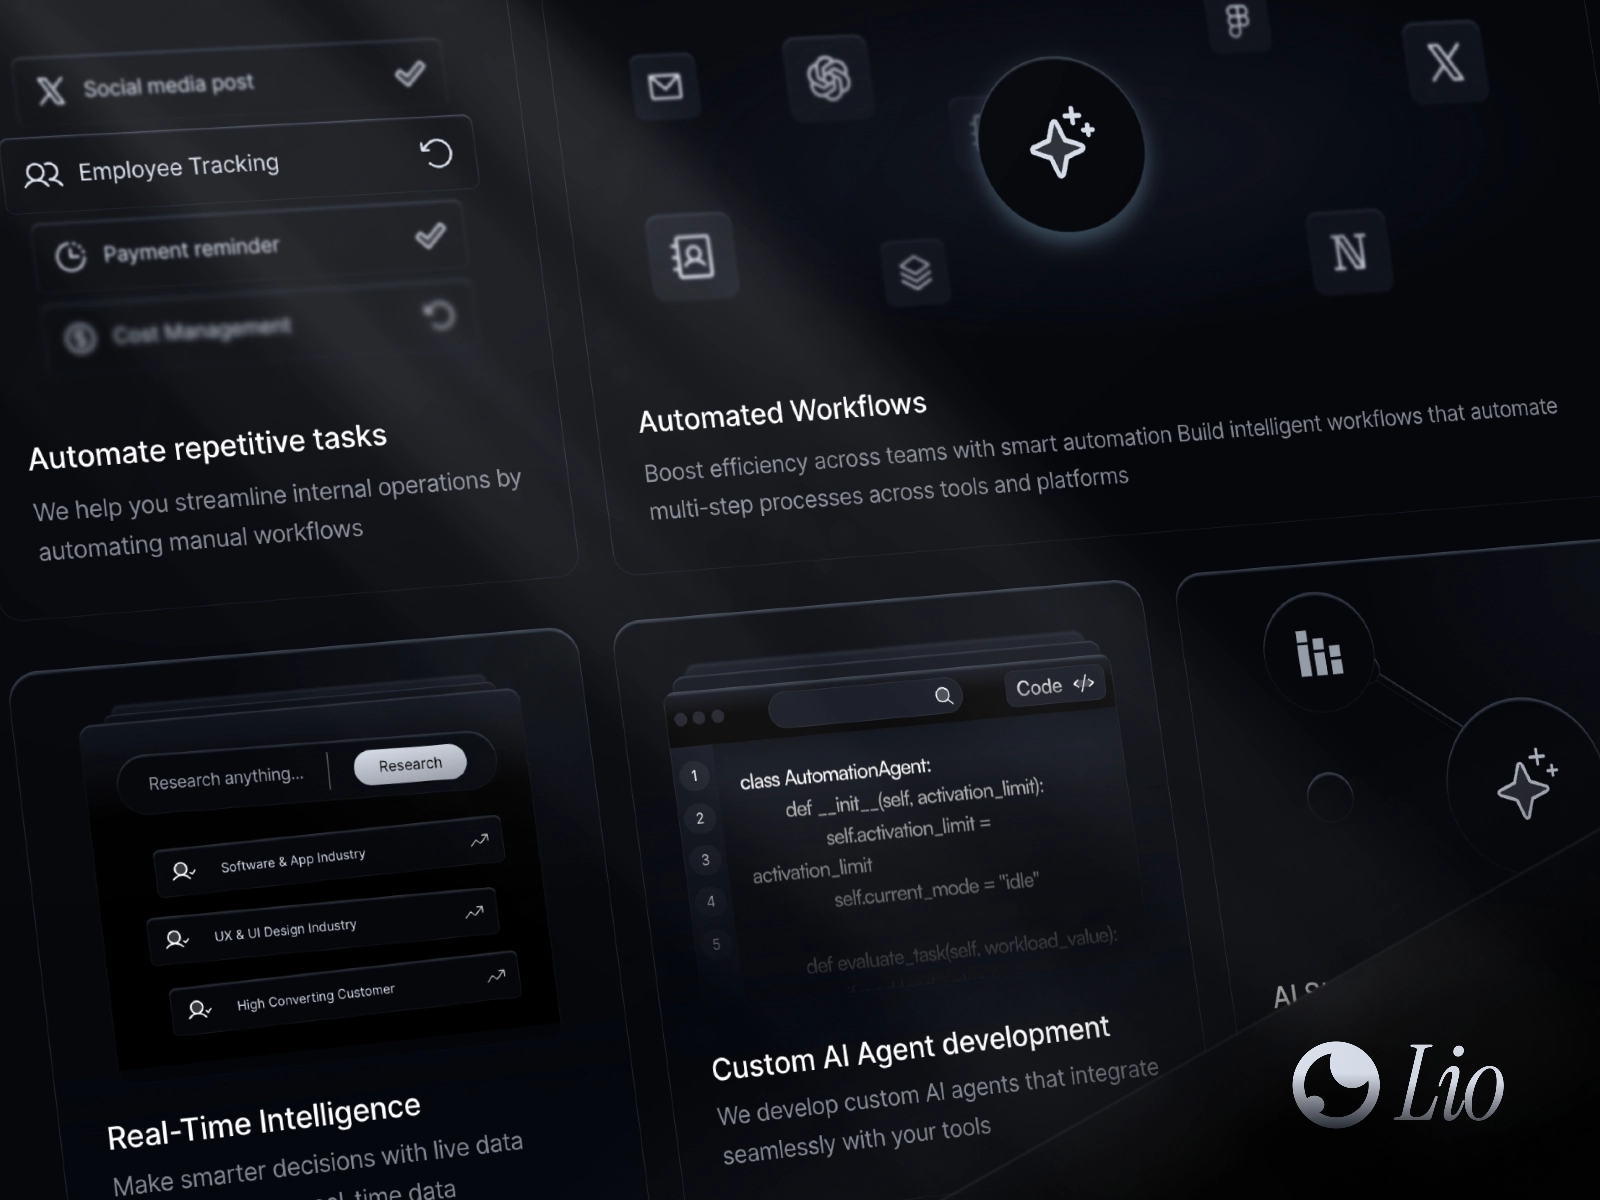 Social media post
Employee Tracking
Payment reminder
Cost Management
Automate repetitive tasks
We help you streamline internal operations by
automating manual workflows
Automated Workflows
Boost efficiency across teams with smart automation Build intelligent workflows that automate
multi-step processes across tools and platforms
Research anything...
Research
Software & App Industry
UX & UI Design Industry
High Converting Customer
Real-Time Intelligence
Make smarter decisions with live data
data
Code </>
1
2
3
4
5
class AutomationAgent:
def __init__(self, activation_limit):
self.activation_limit =
activation_limit
self.current_mode = "idle"
def evaluate_task(self, workload_value):
Custom AI Agent development
We develop custom AI agents that integrate
seamlessly with your tools
AI
Lio